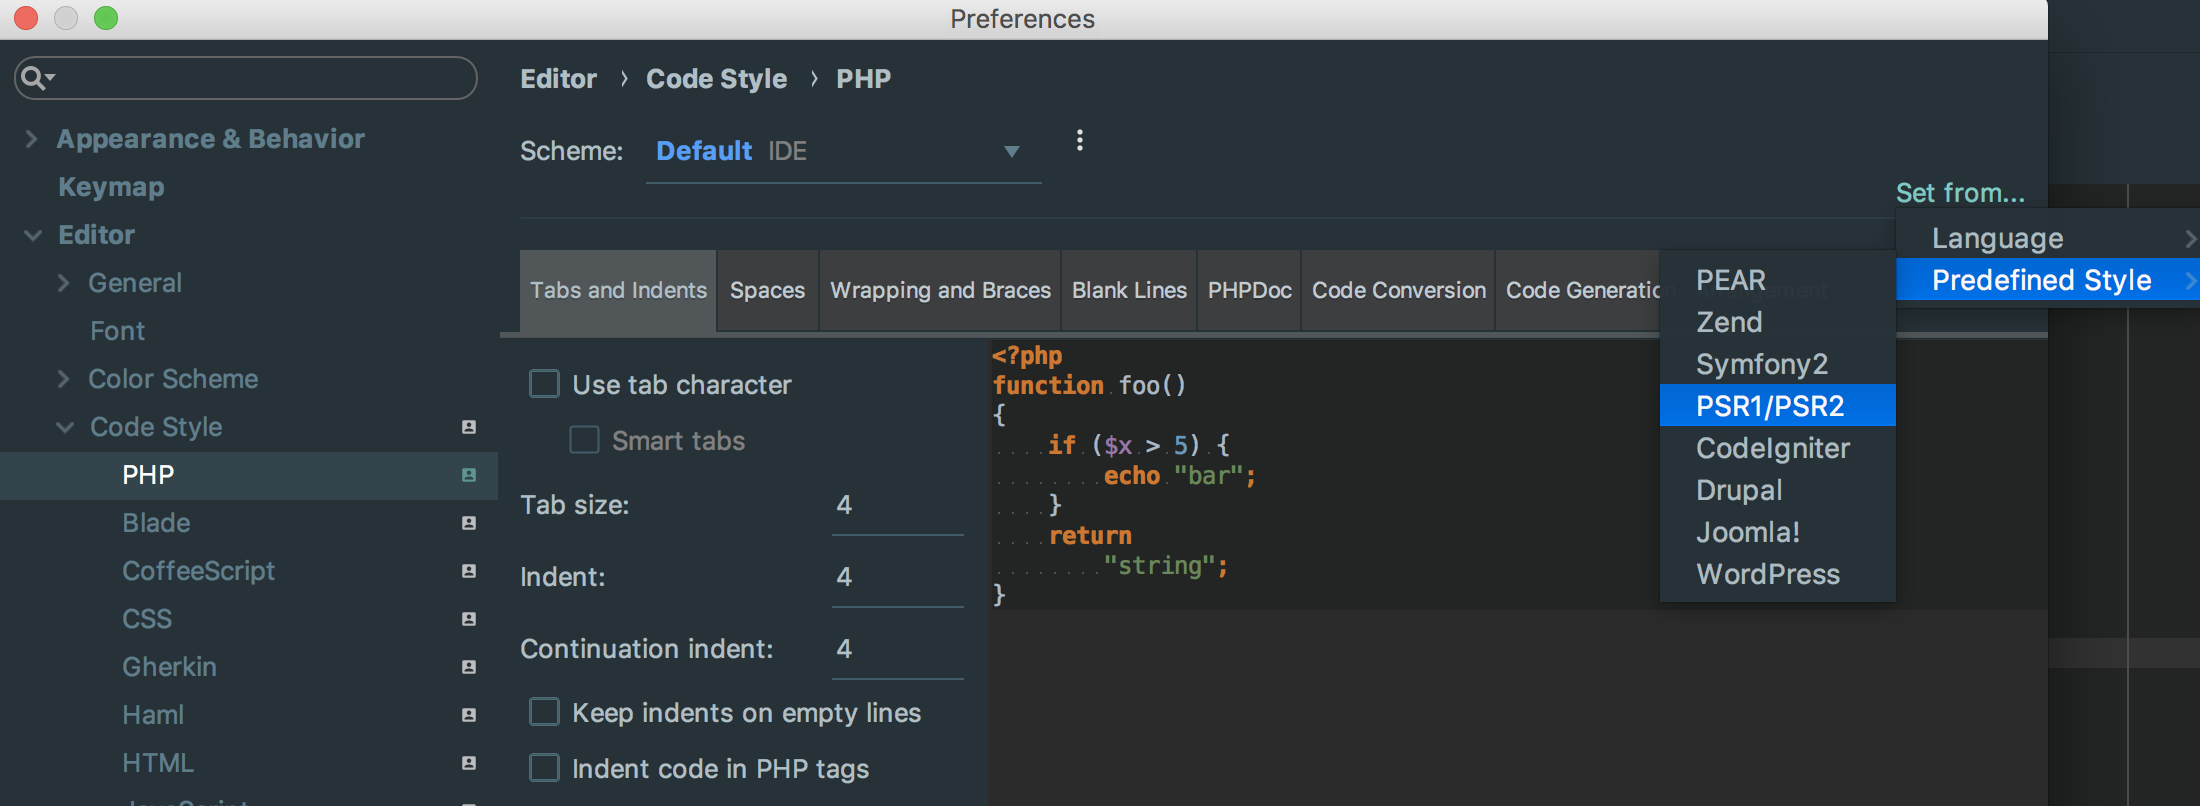 Preferences
Editor › Code Style › PHP
Scheme: Default IDE
Set from...
Appearance & Behavior
Keymap
Editor
General
Font
Color Scheme
Code Style
PHP
Blade
CoffeeScript
CSS
Gherkin
Haml
HTML
JavaScript
Tabs and Indents Spaces Wrapping and Braces Blank Lines PHPDoc Code Conversion Code Generatio
Use tab character
Smart tabs
Tab size: 4
Indent: 4
Continuation indent: 4
Keep indents on empty lines
Indent code in PHP tags
<?php
function foo()
{
    if ($x > 5) {
        echo "bar";
    }
    return
        "string";
}
Language
Predefined Style
PEAR
Zend
Symfony2
PSR1/PSR2
CodeIgniter
Drupal
Joomla!
WordPress